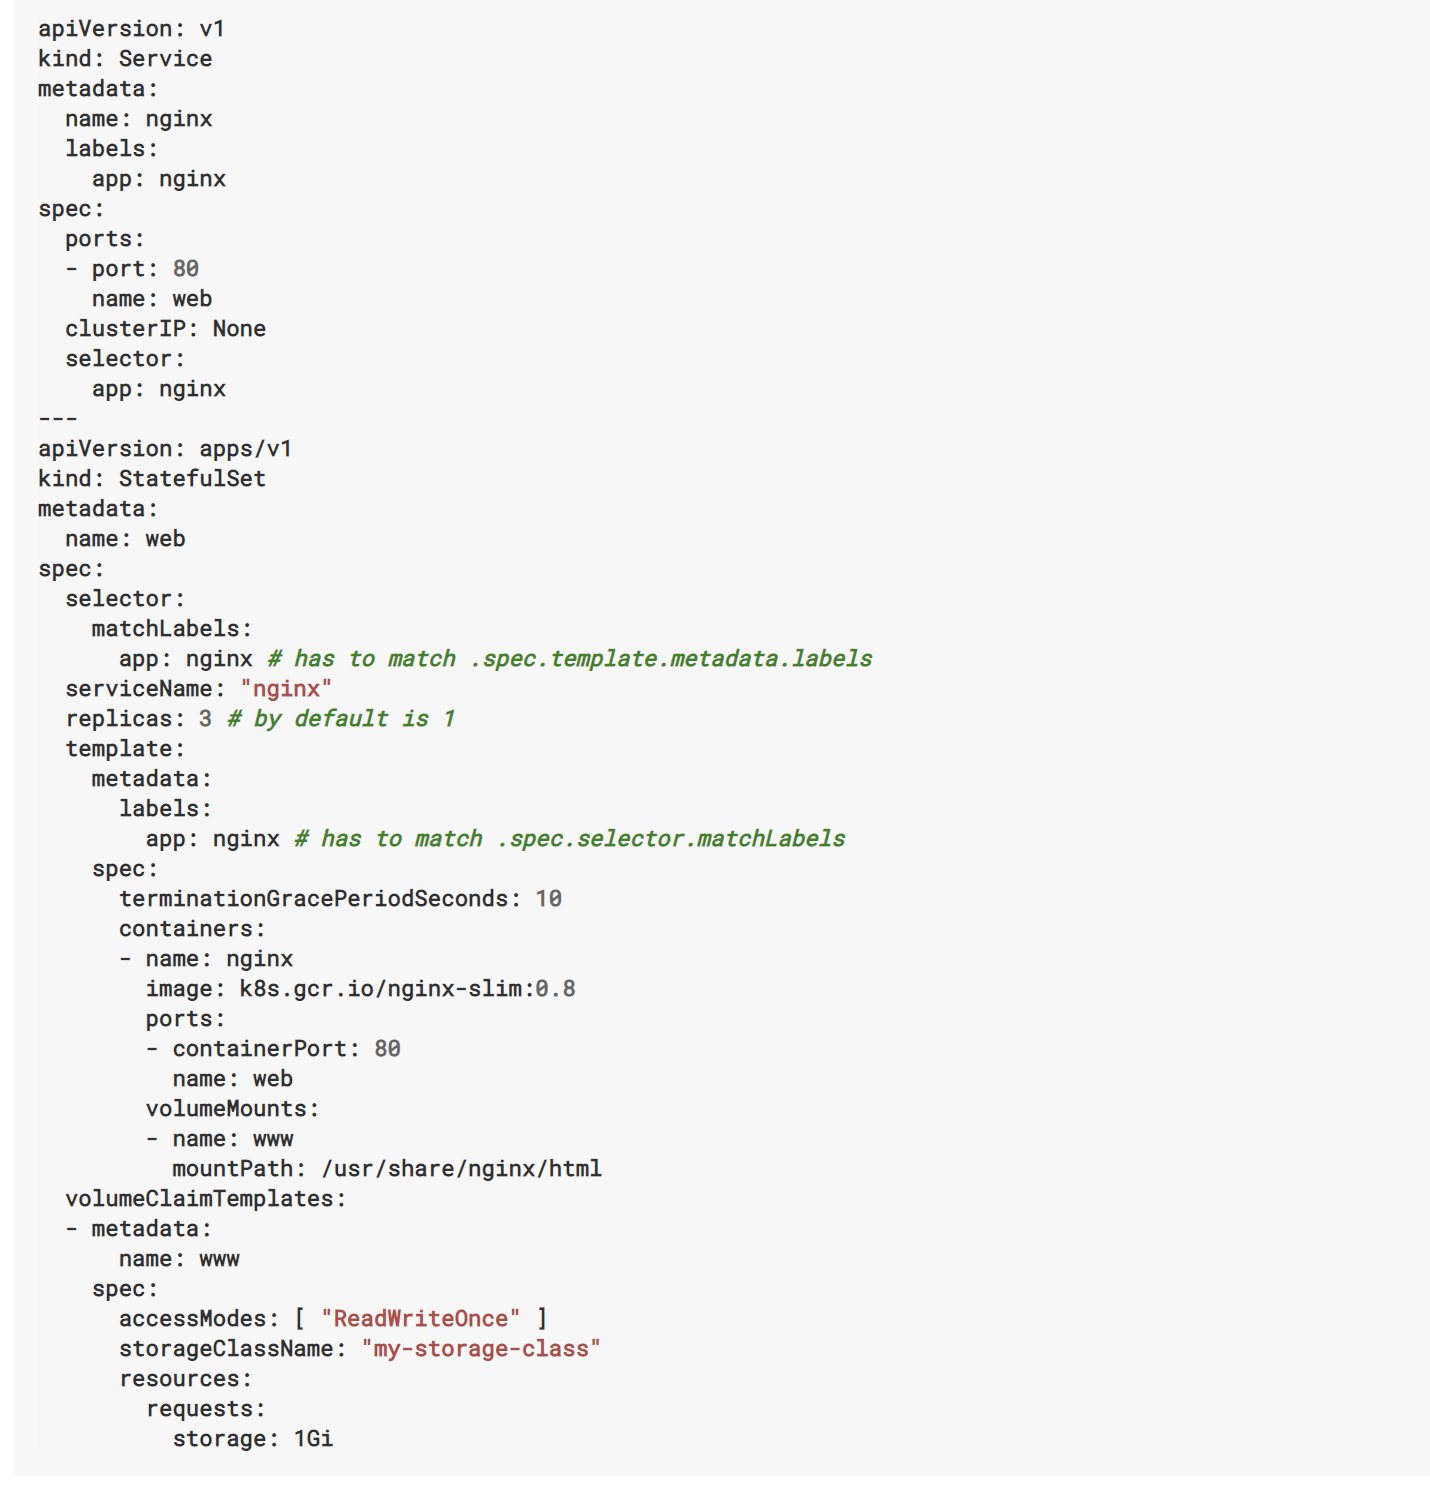 apiVersion: v1
kind: Service
metadata:
  name: nginx
  labels:
    app: nginx
spec:
  ports:
  - port: 80
    name: web
  clusterIP: None
  selector:
    app: nginx
---
apiVersion: apps/v1
kind: StatefulSet
metadata:
  name: web
spec:
  selector:
    matchLabels:
      app: nginx # has to match .spec.template.metadata.labels
  serviceName: "nginx"
  replicas: 3 # by default is 1
  template:
    metadata:
      labels:
        app: nginx # has to match .spec.selector.matchLabels
    spec:
      terminationGracePeriodSeconds: 10
      containers:
      - name: nginx
        image: k8s.gcr.io/nginx-slim:0.8
        ports:
        - containerPort: 80
          name: web
        volumeMounts:
        - name: www
          mountPath: /usr/share/nginx/html
  volumeClaimTemplates:
  - metadata:
      name: www
    spec:
      accessModes: [ "ReadWriteOnce" ]
      storageClassName: "my-storage-class"
      resources:
        requests:
          storage: 1Gi